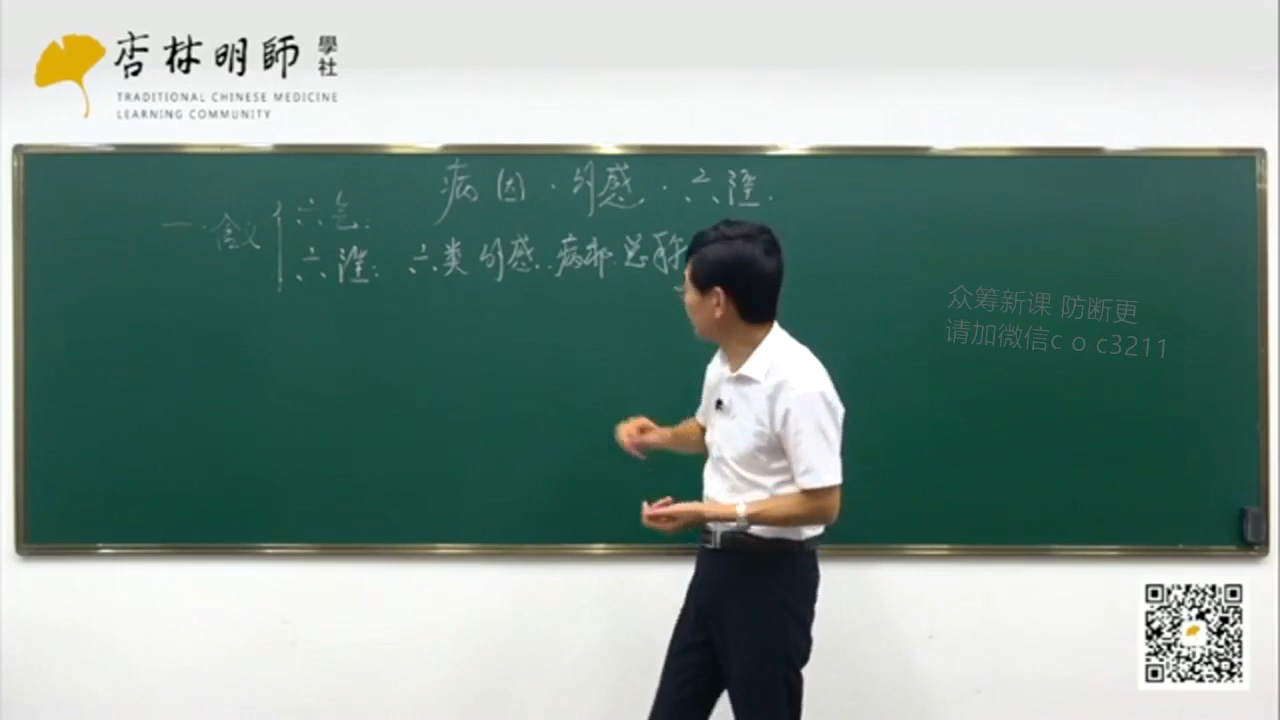 杏林明師 學社
TRADITIONAL CHINESE MEDICINE
LEARNING COMMUNITY
病因·外感·六淫.
一.含义 { 六气:
六淫: 六类外感.病邪.总称
众筹新课 防断更
请加微信c o c3211